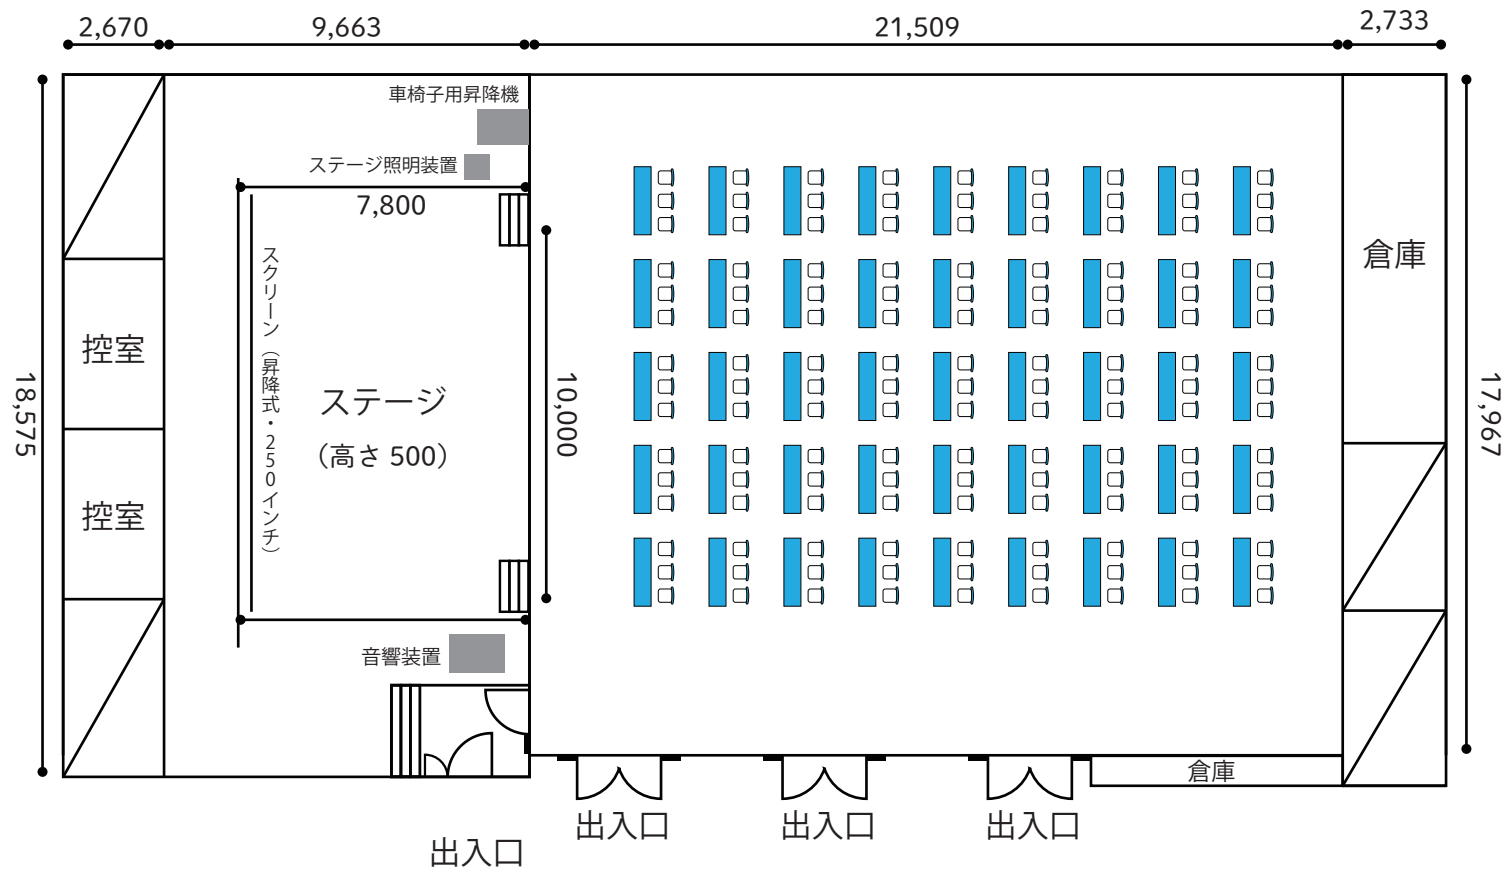 2,670
9,663
21,509
2,733
車椅子用昇降機
ステージ照明装置
7,800
スクリーン（昇降式・250インチ）
控室
控室
ステージ
（高さ 500）
10,000
18,575
17,967
倉庫
音響装置
倉庫
出入口
出入口
出入口
出入口